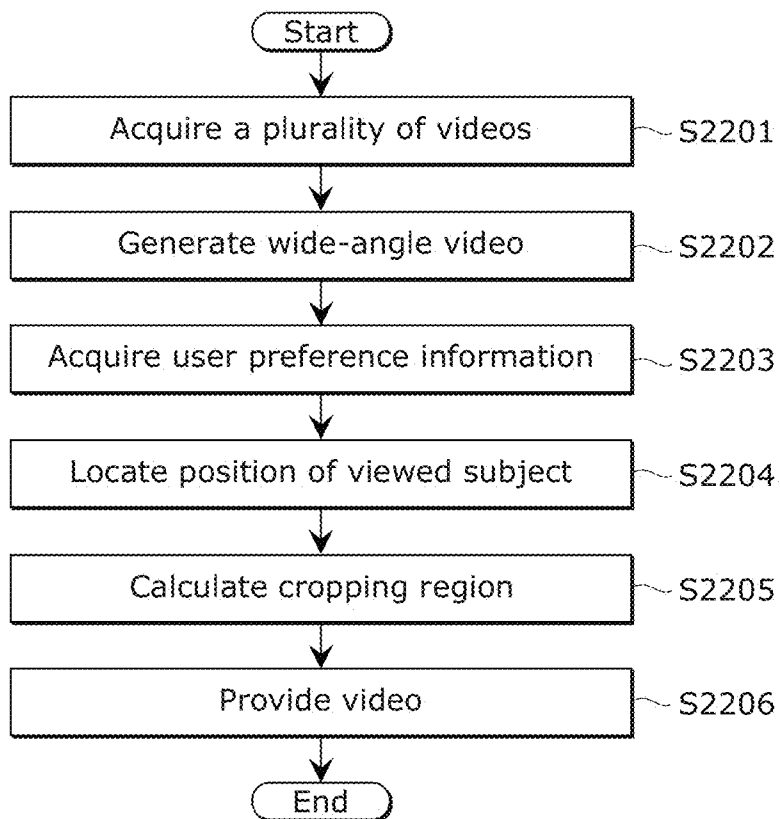 Start
Acquire a plurality of videos S2201
Generate wide-angle video S2202
Acquire user preference information S2203
Locate position of viewed subject S2204
Calculate cropping region S2205
Provide video S2206
End